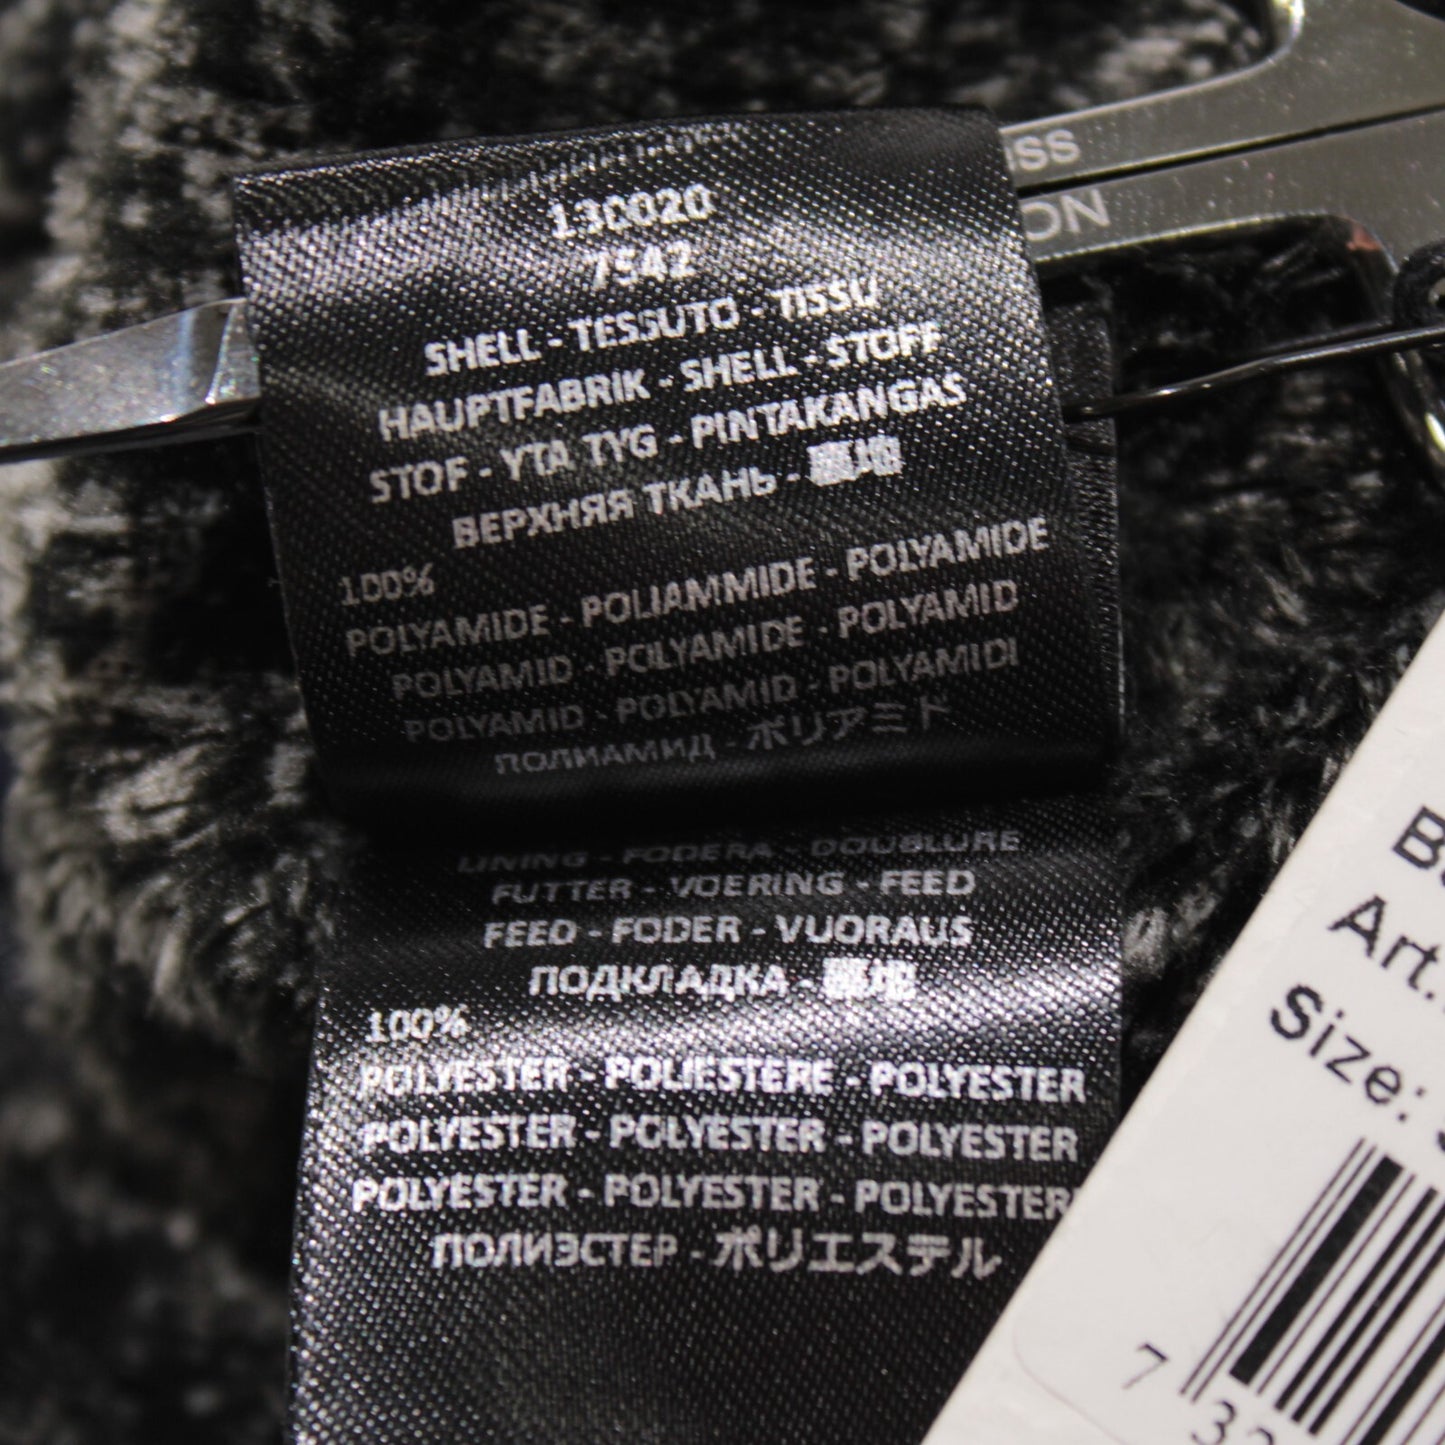 130020
7542
SHELL - TESSUTO - TISSU
HAUPTFABRIK - SHELL - STOFF
STOF - YTA TYG - PINTAKANGAS
ВЕРХНЯЯ ТКАНЬ -
100%
POLYAMIDE - POLIAMMIDE - POLYAMIDE
POLYAMID - POLYAMIDE - POLYAMID
POLYAMID - POLYAMID - POLYAMIDI
ПОЛИАМИД - ポリアミド
LINING - FODERA - DOUBLURE
FUTTER - VOERING - FEED
FEED - FODER - VUORAUS
ПОДКЛАДКА -
100%
POLYESTER - POLIESTERE - POLYESTER
POLYESTER - POLYESTER - POLYESTER
POLYESTER - POLYESTER - POLYESTER
ПОЛИЭСТЕР - ポリエステル
Art.
Size:
7